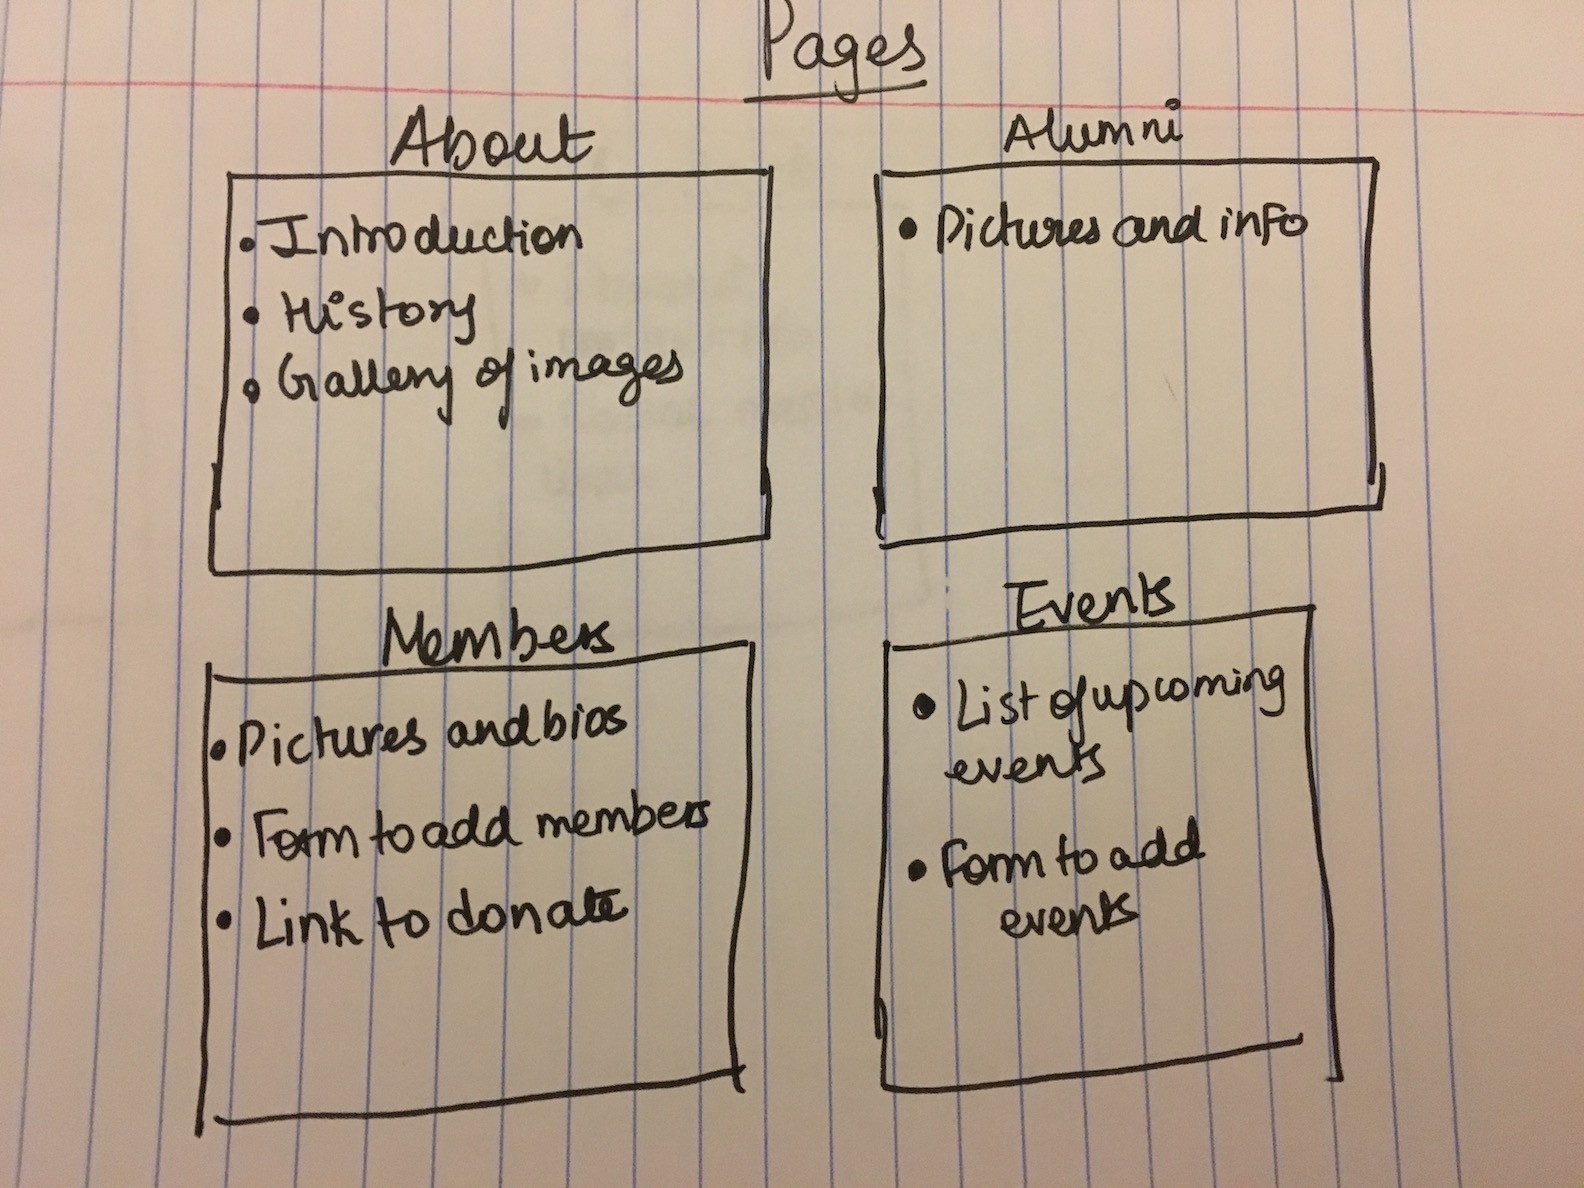 Pages
About
• Introduction
• History
• Gallery of images
Alumni
• Pictures and info
Members
• Pictures and bios
• Form to add members
• Link to donate
Events
• List of upcoming
events
• Form to add
events